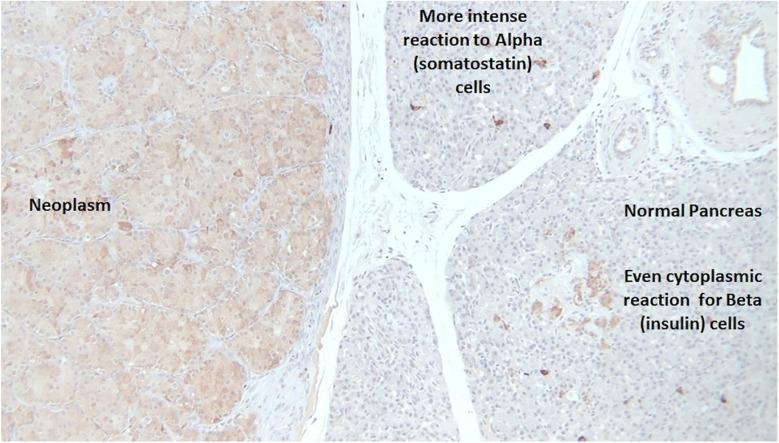 More intense
reaction to Alpha
(somatostatin)
cells
Neoplasm
Normal Pancreas
Even cytoplasmic
reaction for Beta
(insulin) cells